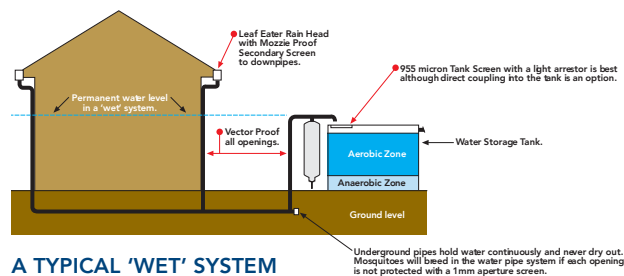 Leaf Eater Rain Head
with Mozzie Proof
Secondary Screen
to downpipes.
955 micron Tank Screen with a light arrestor is best
although direct coupling into the tank is an option.
Permanent water level
in a ‘wet’ system.
Vector Proof
all openings.
Water Storage Tank.
Aerobic Zone
Anaerobic Zone
Ground level
Underground pipes hold water continuously and never dry out.
Mosquitoes will breed in the water pipe system if each opening
is not protected with a 1mm aperture screen.
A TYPICAL ‘WET’ SYSTEM